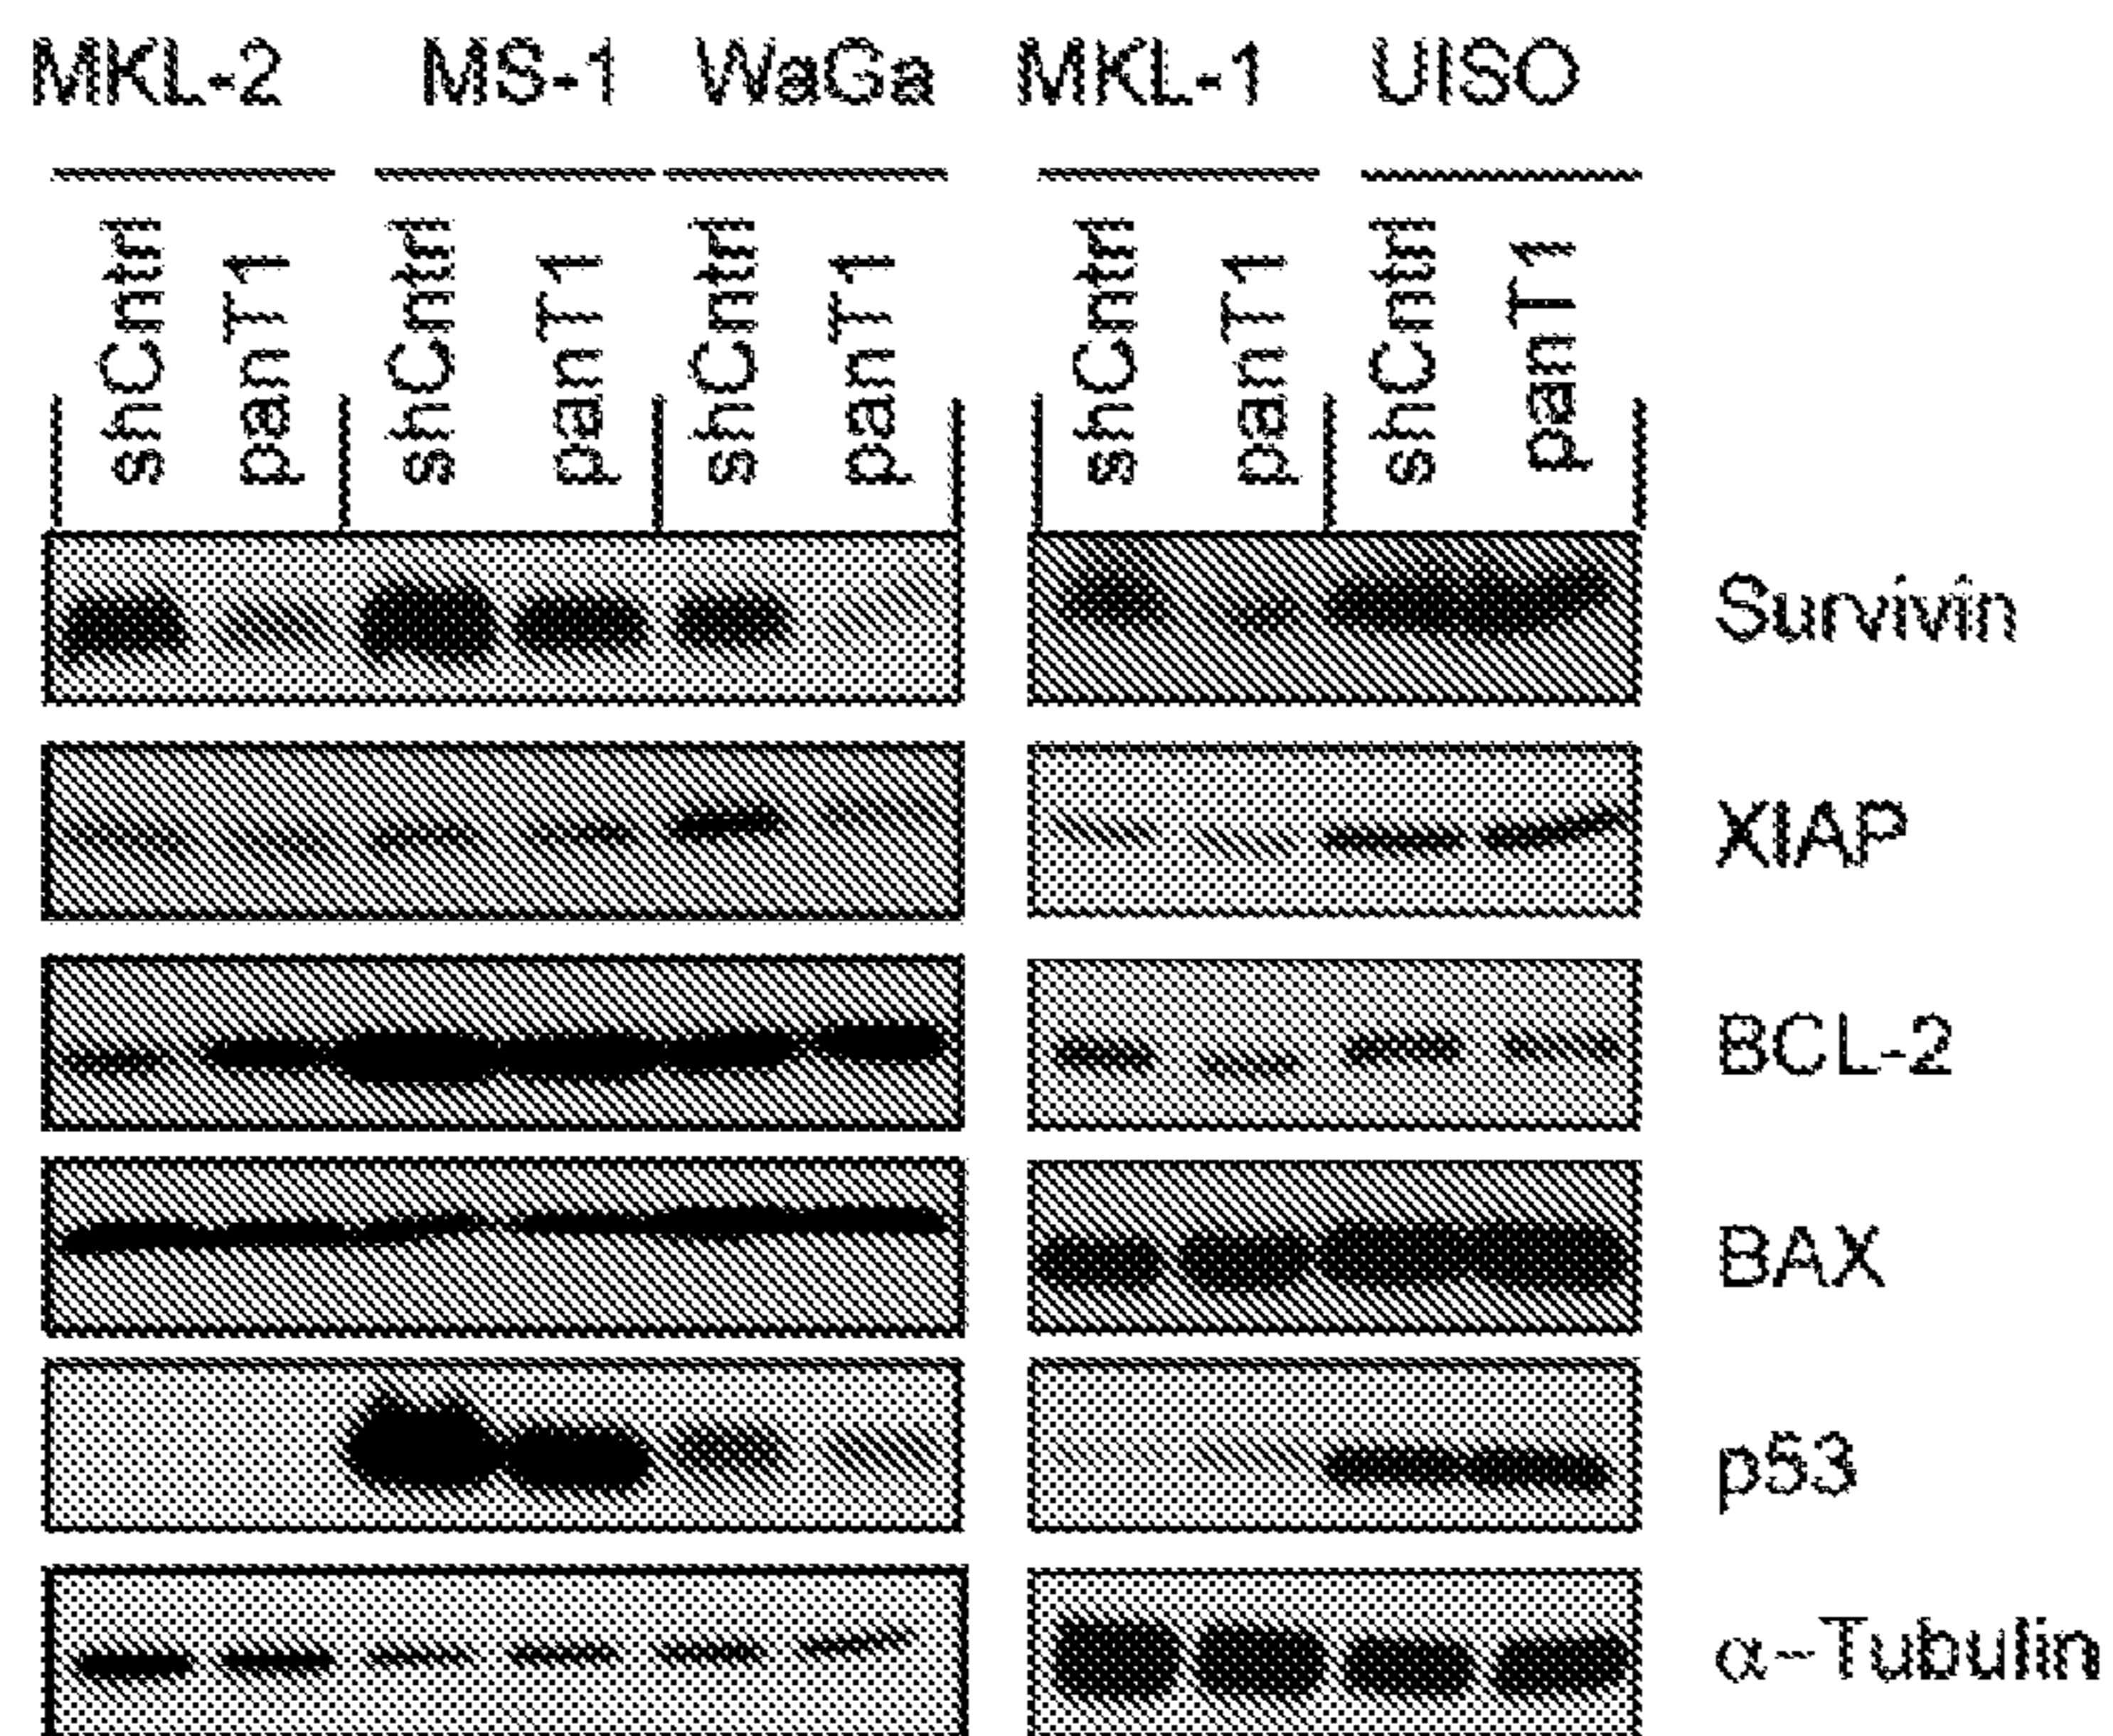 MKL-2 MS-1 WaGa MKL-1 UISO
shCntrl panT1 shCntrl panT1 shCntrl panT1 shCntrl panT1 shCntrl panT1
Survivin
XIAP
BCL-2
BAX
p53
α-Tubulin